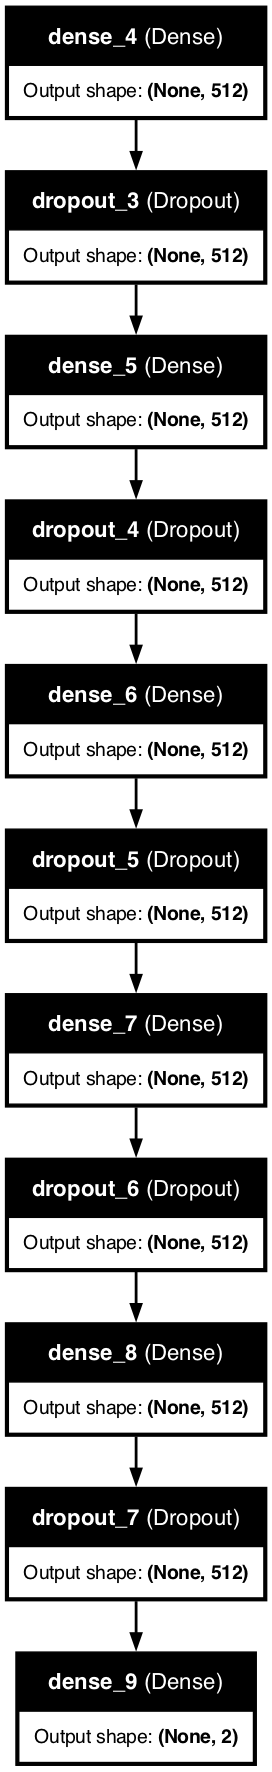 dense_4 (Dense)
Output shape: (None, 512)
dropout_3 (Dropout)
Output shape: (None, 512)
dense_5 (Dense)
Output shape: (None, 512)
dropout_4 (Dropout)
Output shape: (None, 512)
dense_6 (Dense)
Output shape: (None, 512)
dropout_5 (Dropout)
Output shape: (None, 512)
dense_7 (Dense)
Output shape: (None, 512)
dropout_6 (Dropout)
Output shape: (None, 512)
dense_8 (Dense)
Output shape: (None, 512)
dropout_7 (Dropout)
Output shape: (None, 512)
dense_9 (Dense)
Output shape: (None, 2)